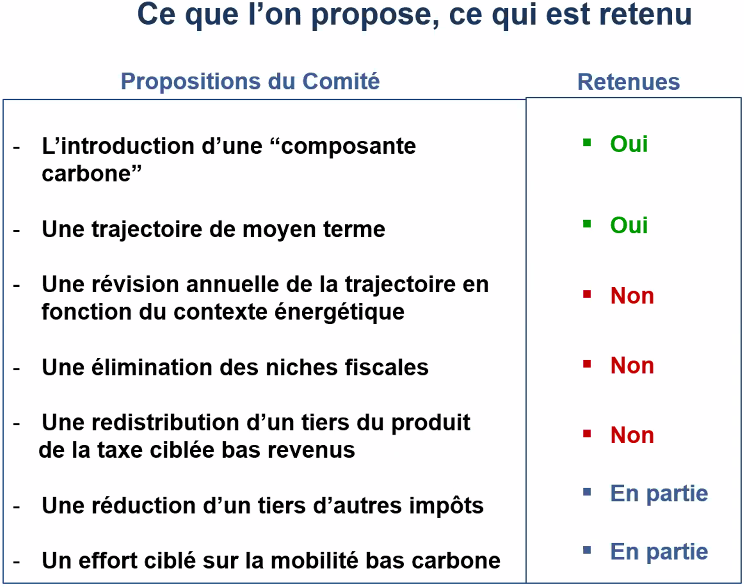 Ce que l’on propose, ce qui est retenu
Propositions du Comité
Retenues
- L’introduction d’une “composante
carbone”
▪ Oui
- Une trajectoire de moyen terme
▪ Oui
- Une révision annuelle de la trajectoire en
fonction du contexte énergétique
▪ Non
- Une élimination des niches fiscales
▪ Non
- Une redistribution d’un tiers du produit
de la taxe ciblée bas revenus
▪ Non
- Une réduction d’un tiers d’autres impôts
▪ En partie
- Un effort ciblé sur la mobilité bas carbone
▪ En partie